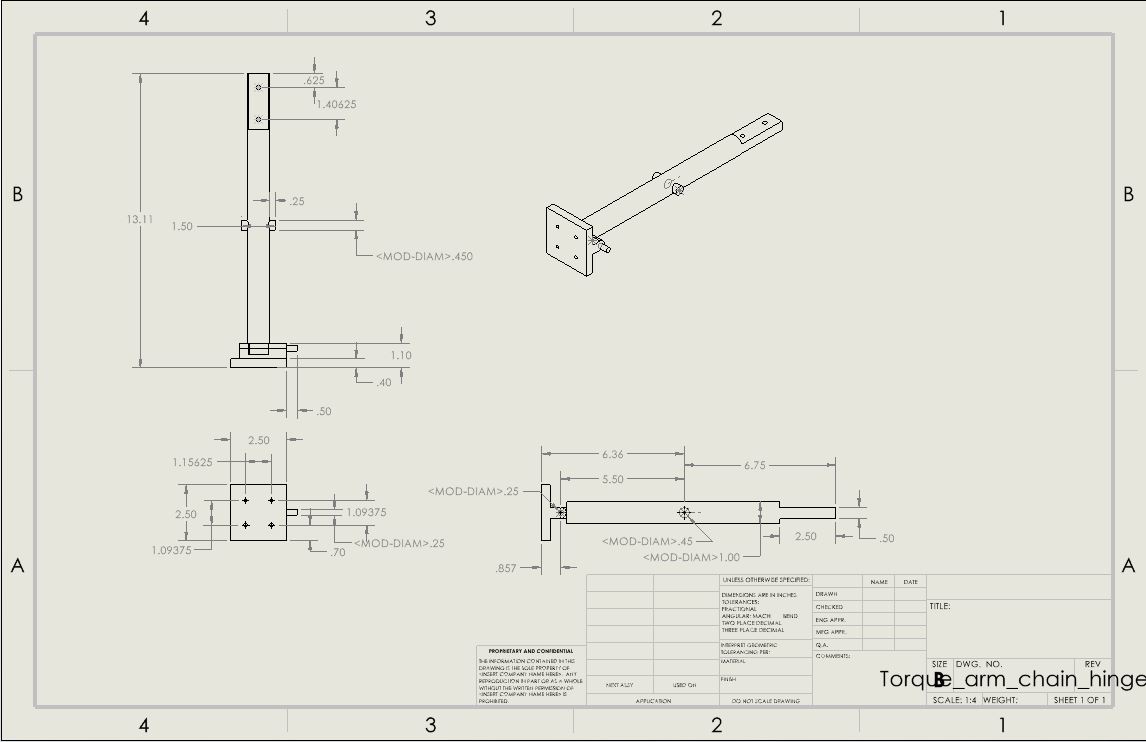 4 3 2 1
B B
.625
1.40625
.25
13.11
1.50
<MOD-DIAM>.450
1.10
.40
.50
2.50
1.15625
2.50
1.09375
1.09375
<MOD-DIAM>.25
.70
6.36
6.75
5.50
<MOD-DIAM>.25
<MOD-DIAM>.45
<MOD-DIAM>1.00
2.50
.50
.857
A A
UNLESS OTHERWISE SPECIFIED:
DIMENSIONS ARE IN INCHES
TOLERANCES:
FRACTIONAL
ANGULAR: MACH BEND
TWO PLACE DECIMAL
THREE PLACE DECIMAL
INTERPRET GEOMETRIC
TOLERANCING PER:
MATERIAL
FINISH
DO NOT SCALE DRAWING
NAME DATE
DRAWN
CHECKED
ENG APPR.
MFG APPR.
Q.A.
COMMENTS:
PROPRIETARY AND CONFIDENTIAL
THE INFORMATION CONTAINED IN THIS
DRAWING IS THE SOLE PROPERTY OF
<INSERT COMPANY NAME HERE>. ANY
REPRODUCTION IN PART OR AS A WHOLE
WITHOUT THE WRITTEN PERMISSION OF
<INSERT COMPANY NAME HERE> IS
PROHIBITED.
NEXT ASSY USED ON
APPLICATION
TITLE:
SIZE DWG. NO. REV
B
Torque_arm_chain_hinge
SCALE: 1:4 WEIGHT: SHEET 1 OF 1
4 3 2 1